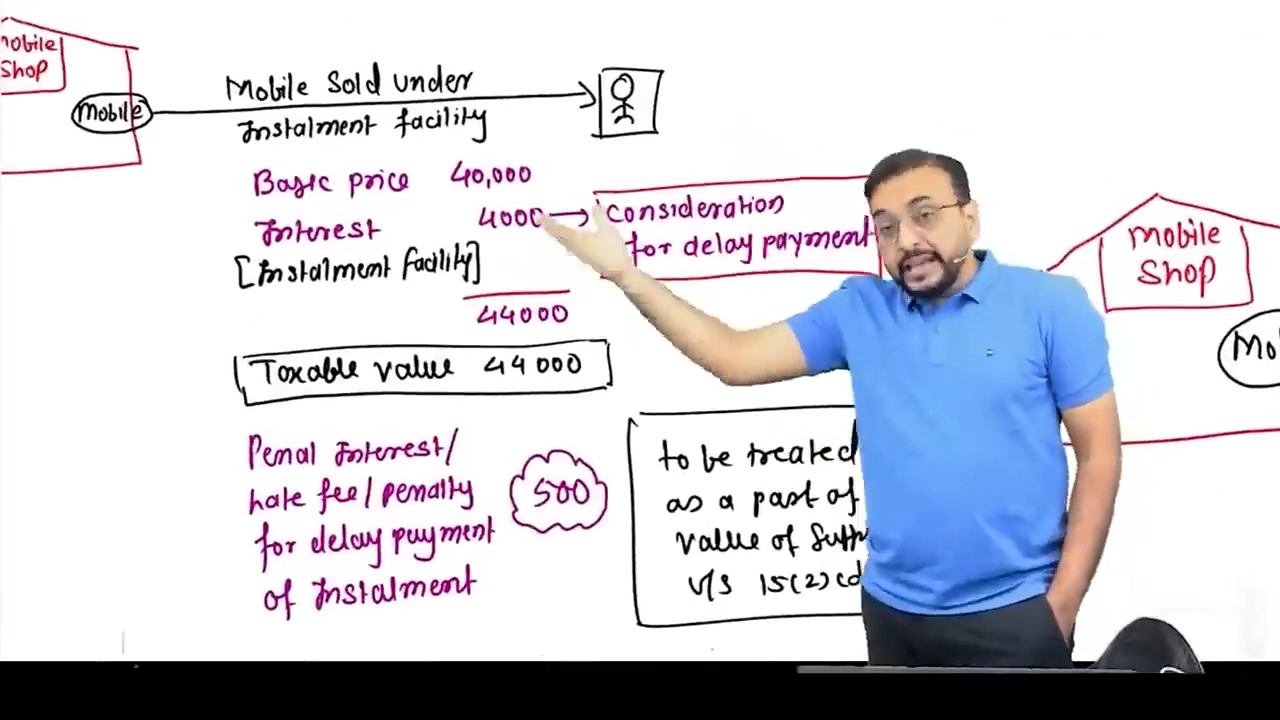 mobile
Shop
Mobile
Mobile Sold under
Instalment facility
Basic price 40,000
Interest 4000 → consideration
for delay payment
[Instalment facility]
44000
Taxable value 44000
Penal Interest/
Late fee/penalty
for delay payment
of Instalment
500
to be treated
as a part of
value of
v/s 15(2)(d
Mobile
Shop
Mo